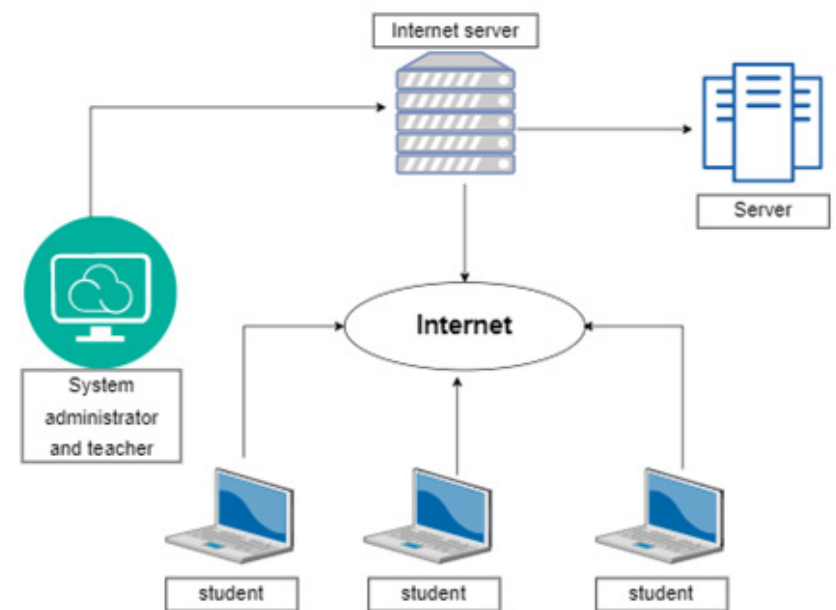 Internet server
Server
Internet
System
administrator
and teacher
student
student
student